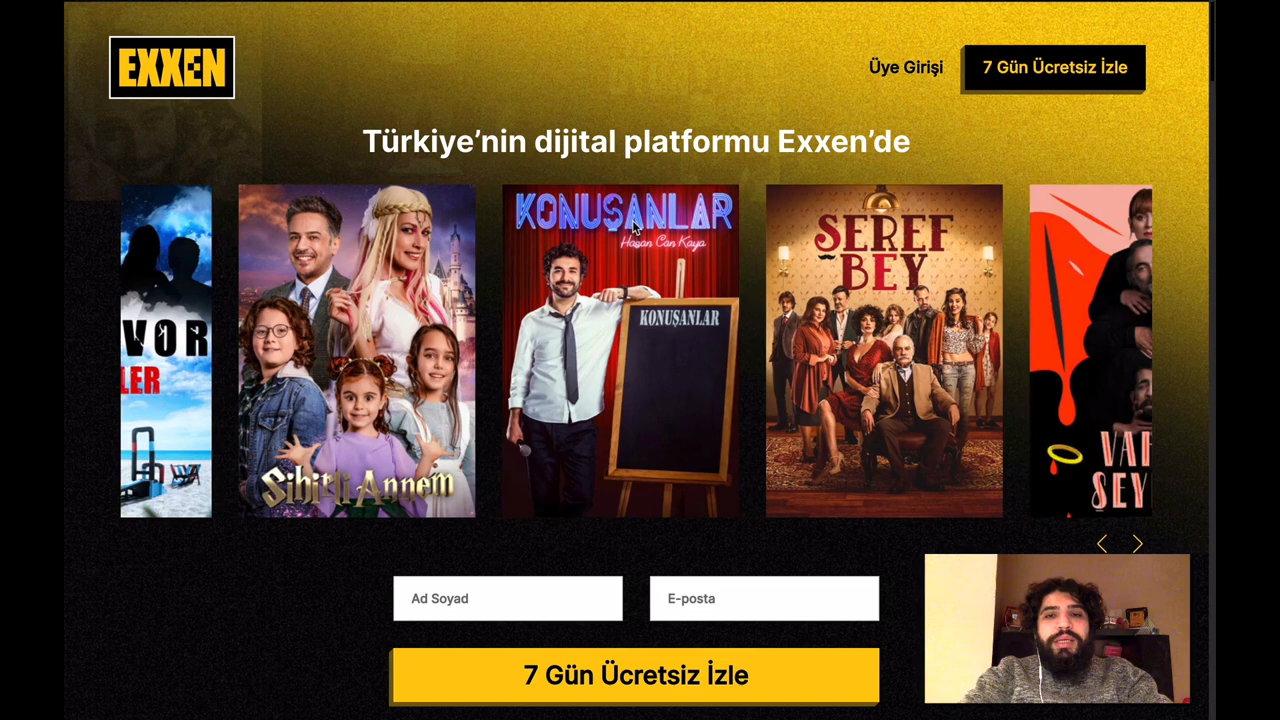 EXXEN
Üye Girişi
7 Gün Ücretsiz İzle
Türkiye’nin dijital platformu Exxen’de
VOR
LER
Sihirli Annem
KONUŞANLAR
Hasan Can Kaya
KONUŞANLAR
ŞEREF
BEY
Ad Soyad
E-posta
7 Gün Ücretsiz İzle